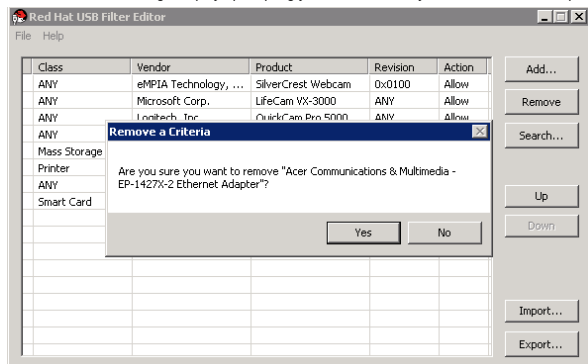 Red Hat USB Filter Editor
File Help
Class Vendor Product Revision Action
ANY eMPIA Technology, ... SilverCrest Webcam 0x0100 Allow
ANY Microsoft Corp. LifeCam VX-3000 ANY Allow
ANY Logitech, Inc. QuickCam Pro 5000 ANY Allow
ANY
Mass Storage
Printer
ANY
Smart Card
Remove a Criteria
Are you sure you want to remove "Acer Communications & Multimedia -
EP-1427X-2 Ethernet Adapter"?
Yes No
Add...
Remove
Search...
Up
Down
Import...
Export...